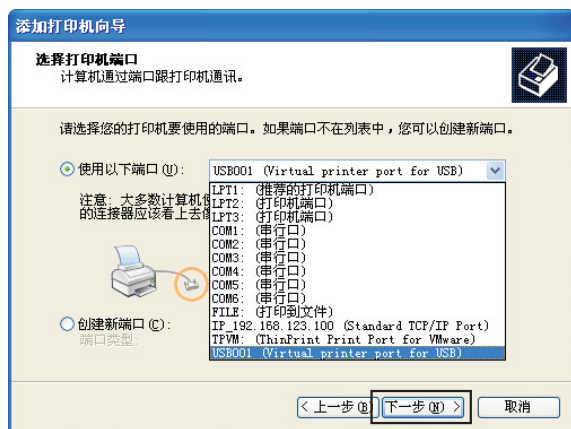 添加打印机向导
选择打印机端口
计算机通过端口跟打印机通讯。
请选择您的打印机要使用的端口。如果端口不在列表中，您可以创建新端口。
使用以下端口(U):
USB001 (Virtual printer port for USB)
注意: 大多数计算机
的连接器应该看上去
LPT1: (推荐的打印机端口)
LPT2: (打印机端口)
LPT3: (打印机端口)
COM1: (串行口)
COM2: (串行口)
COM3: (串行口)
COM4: (串行口)
COM5: (串行口)
COM6: (串行口)
FILE: (打印到文件)
IP_192.168.123.100 (Standard TCP/IP Port)
TPVM: (ThinPrint Print Port for VMware)
USB001 (Virtual printer port for USB)
创建新端口(C):
端口类型:
< 上一步(B)
下一步(N) >
取消